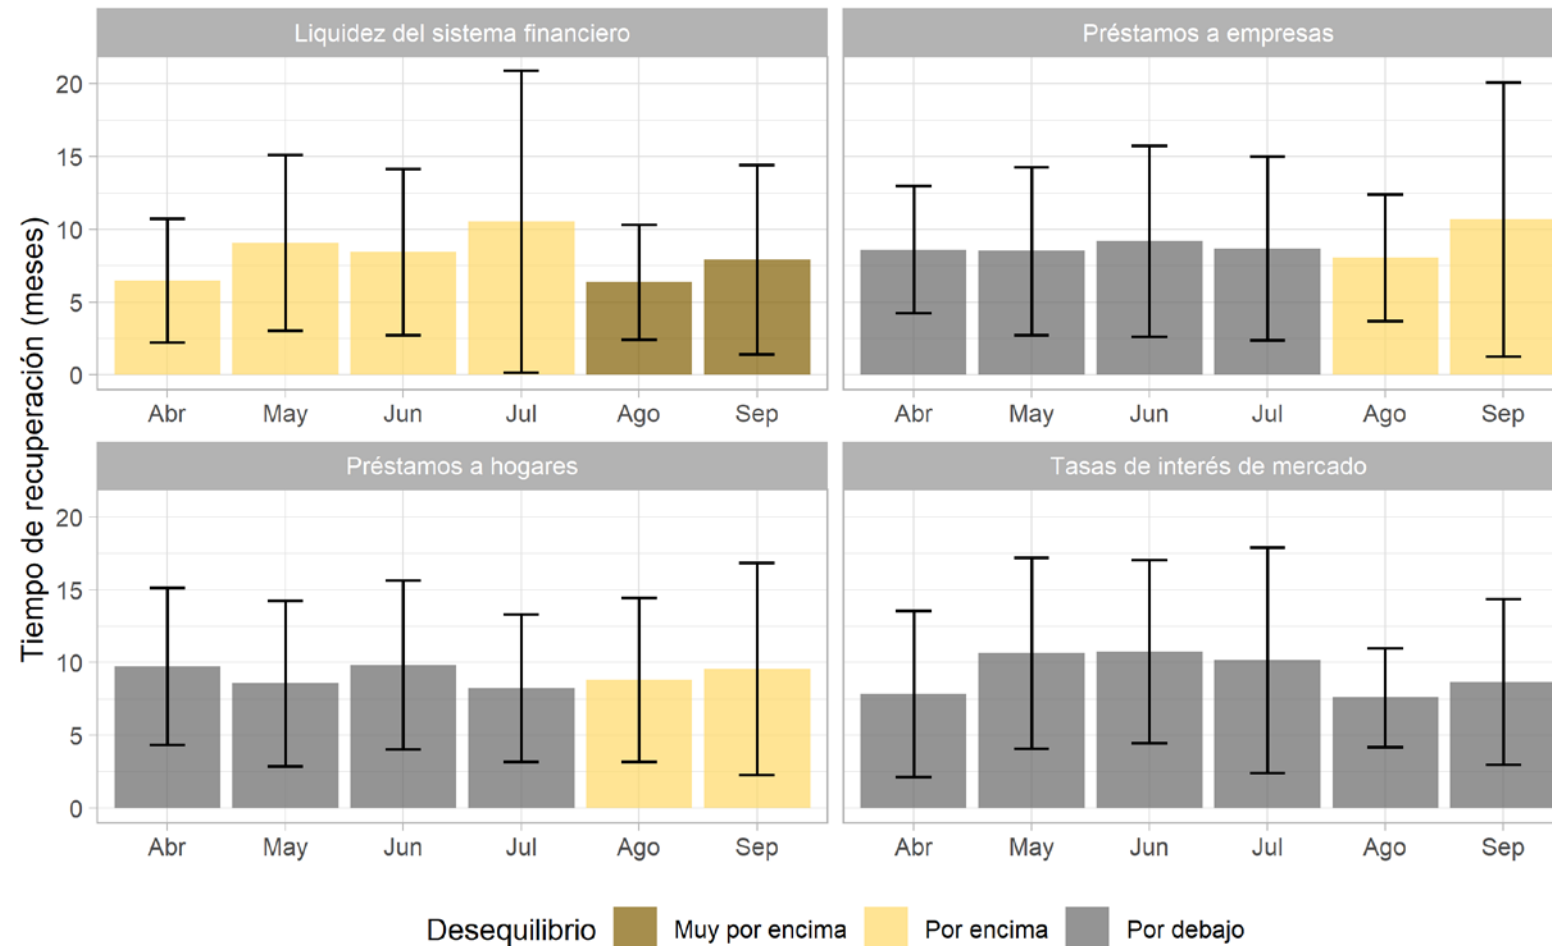 Liquidez del sistema financiero
Préstamos a empresas
Tiempo de recuperación (meses)
20
15
10
5
0
Abr May Jun Jul Ago Sep
Abr May Jun Jul Ago Sep
Préstamos a hogares
Tasas de interés de mercado
20
15
10
5
0
Abr May Jun Jul Ago Sep
Abr May Jun Jul Ago Sep
Desequilibrio Muy por encima Por encima Por debajo